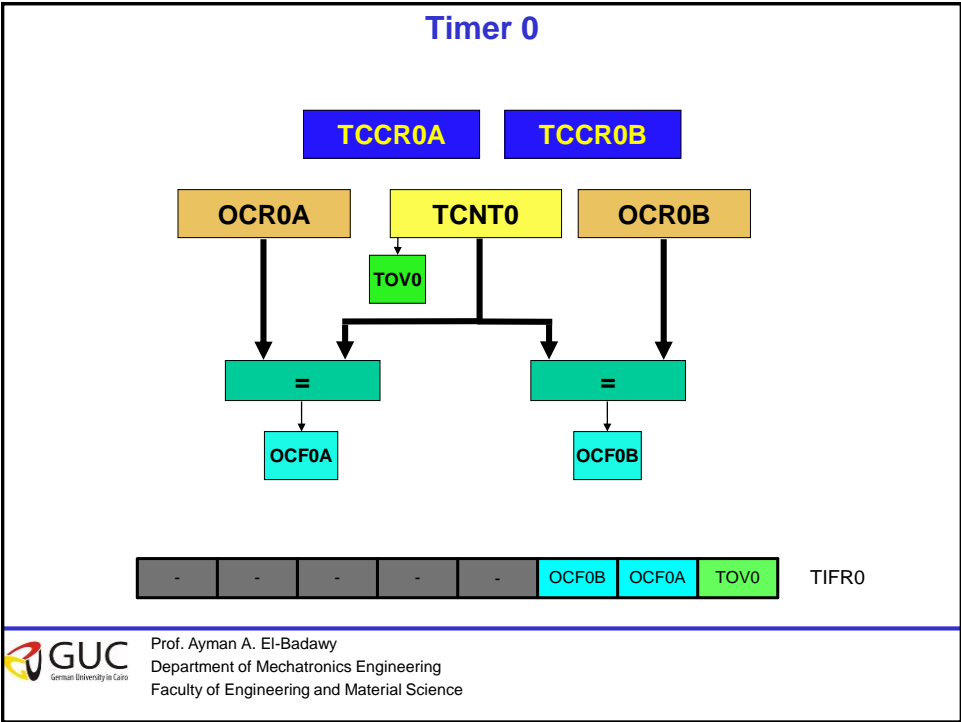 Timer 0
TCCR0A TCCR0B
OCR0A TCNT0 OCR0B
TOV0
= =
OCF0A OCF0B
- - - - - OCF0B OCF0A TOV0 TIFR0
GUC
German University in Cairo
Prof. Ayman A. El-Badawy
Department of Mechatronics Engineering
Faculty of Engineering and Material Science